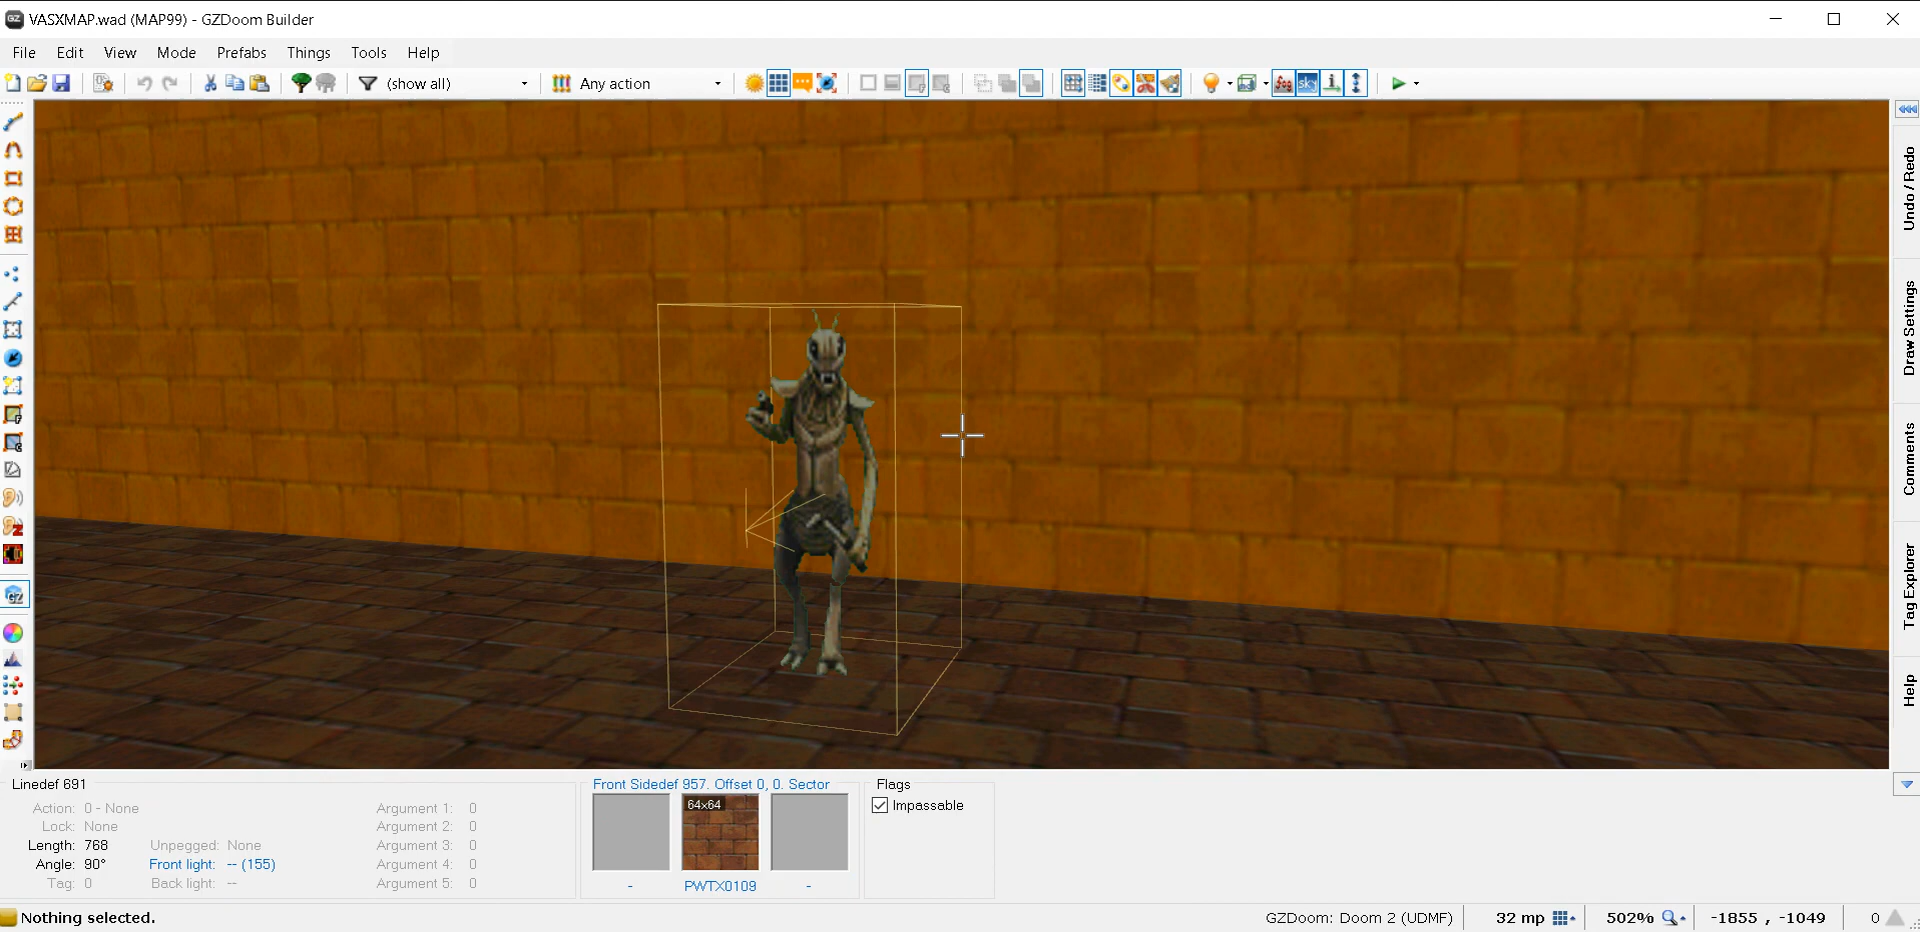 VASXMAP.wad (MAP99) - GZDoom Builder
File Edit View Mode Prefabs Things Tools Help
(show all) Any action
sky
GZ
Undo / Redo
Draw Settings
Comments
Tag Explorer
Help
Linedef 691
Action: 0 - None
Lock: None
Length: 768
Angle: 90°
Tag: 0
Unpegged: None
Front light: -- (155)
Back light: --
Argument 1: 0
Argument 2: 0
Argument 3: 0
Argument 4: 0
Argument 5: 0
Front Sidedef 957. Offset 0, 0. Sector
64x64
- PWTX0109 -
Flags
Impassable
Nothing selected.
GZDoom: Doom 2 (UDMF) 32 mp 502% -1855 , -1049 0